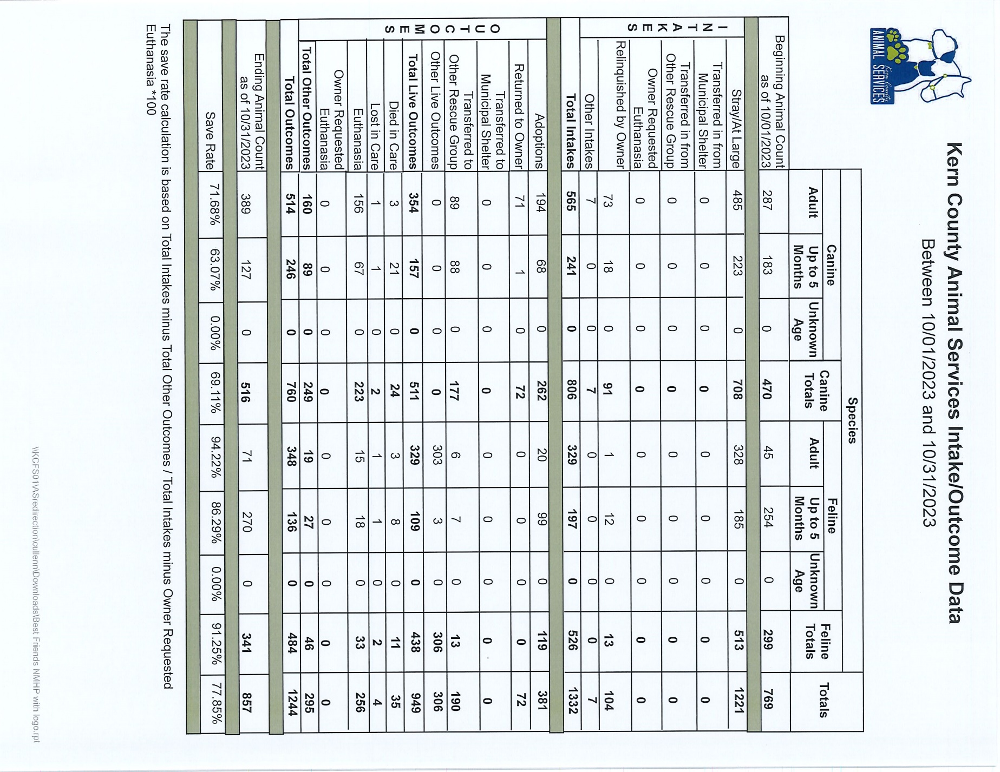 Kern County
ANIMAL SERVICES
Kern County Animal Services Intake/Outcome Data
Between 10/01/2023 and 10/31/2023
Species
Canine Canine Totals Feline Feline Totals Totals
Adult Up to 5 Months Unknown Age Adult Up to 5 Months Unknown Age
Beginning Animal Count
as of 10/01/2023 287 183 0 470 45 254 0 299 769
INTAKES
Stray/At Large 485 223 0 708 328 185 0 513 1221
Transferred in from
Municipal Shelter 0 0 0 0 0 0 0 0 0
Transferred in from
Other Rescue Group 0 0 0 0 0 0 0 0 0
Owner Requested
Euthanasia 0 0 0 0 0 0 0 0 0
Relinquished by Owner 73 18 0 91 1 12 0 13 104
Other Intakes 7 0 0 7 0 0 0 0 7
Total Intakes 565 241 0 806 329 197 0 526 1332
OUTCOMES
Adoptions 194 68 0 262 20 99 0 119 381
Returned to Owner 71 1 0 72 0 0 0 0 72
Transferred to
Municipal Shelter 0 0 0 0 0 0 0 0 0
Transferred to
Other Rescue Group 89 88 0 177 6 7 0 13 190
Other Live Outcomes 0 0 0 0 303 3 0 306 306
Total Live Outcomes 354 157 0 511 329 109 0 438 949
Died in Care 3 21 0 24 3 8 0 11 35
Lost in Care 1 1 0 2 1 1 0 2 4
Euthanasia 156 67 0 223 15 18 0 33 256
Owner Requested
Euthanasia 0 0 0 0 0 0 0 0 0
Total Other Outcomes 160 89 0 249 19 27 0 46 295
Total Outcomes 514 246 0 760 348 136 0 484 1244
Ending Animal Count
as of 10/31/2023 389 127 0 516 71 270 0 341 857
Save Rate 71.68% 63.07% 0.00% 69.11% 94.22% 86.29% 0.00% 91.25% 77.85%
The save rate calculation is based on Total Intakes minus Total Other Outcomes / Total Intakes minus Owner Requested
Euthanasia *100
\\KCFS01\ASredirection\cullenn\Downloads\Best Friends NMHP with logo.rpt